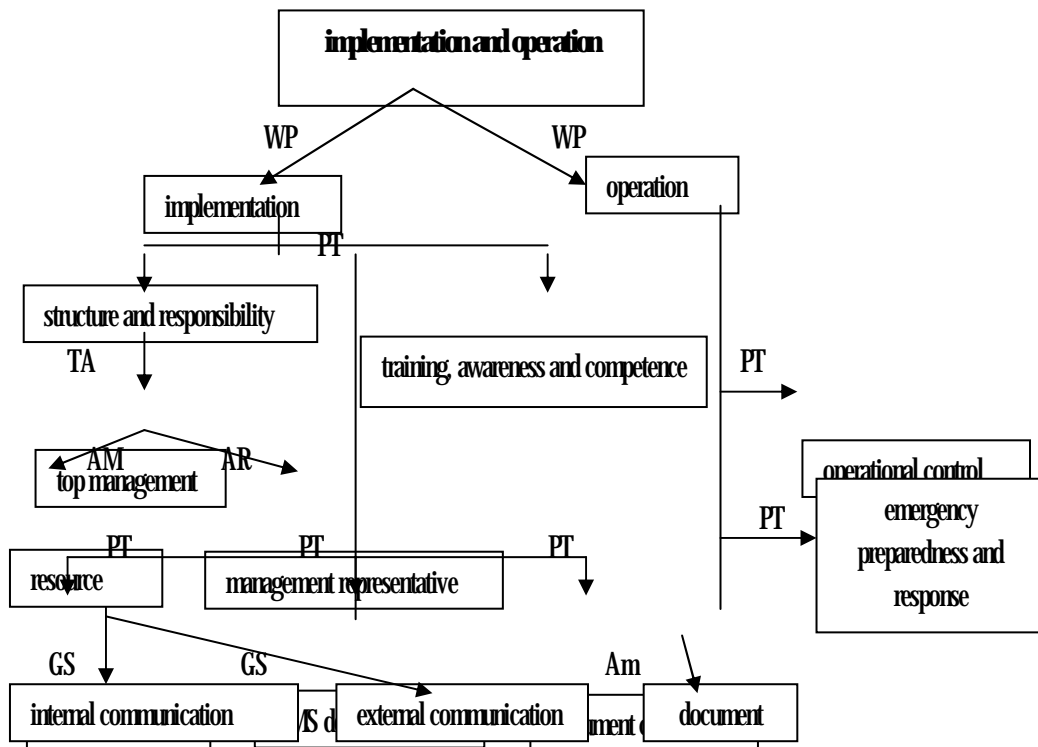 implementation and operation
WP
WP
operation
implementation
PT
structure and responsibility
TA
training, awareness and competence
PT
AM
AR
top management
operational control
emergency
preparedness and
response
PT
PT
PT
PT
resource
management representative
GS
GS
Am
internal communication
external communication
document